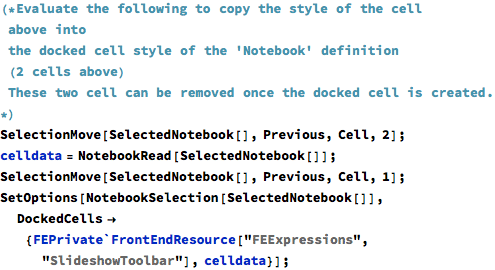 (*Evaluate the following to copy the style of the cell
above into
the docked cell style of the 'Notebook' definition
(2 cells above)
These two cell can be removed once the docked cell is created.
*)
SelectionMove[SelectedNotebook[], Previous, Cell, 2];
celldata = NotebookRead[SelectedNotebook[]];
SelectionMove[SelectedNotebook[], Previous, Cell, 1];
SetOptions[NotebookSelection[SelectedNotebook[]],
DockedCells →
{FEPrivate`FrontEndResource["FEExpressions",
"SlideshowToolbar"], celldata}];